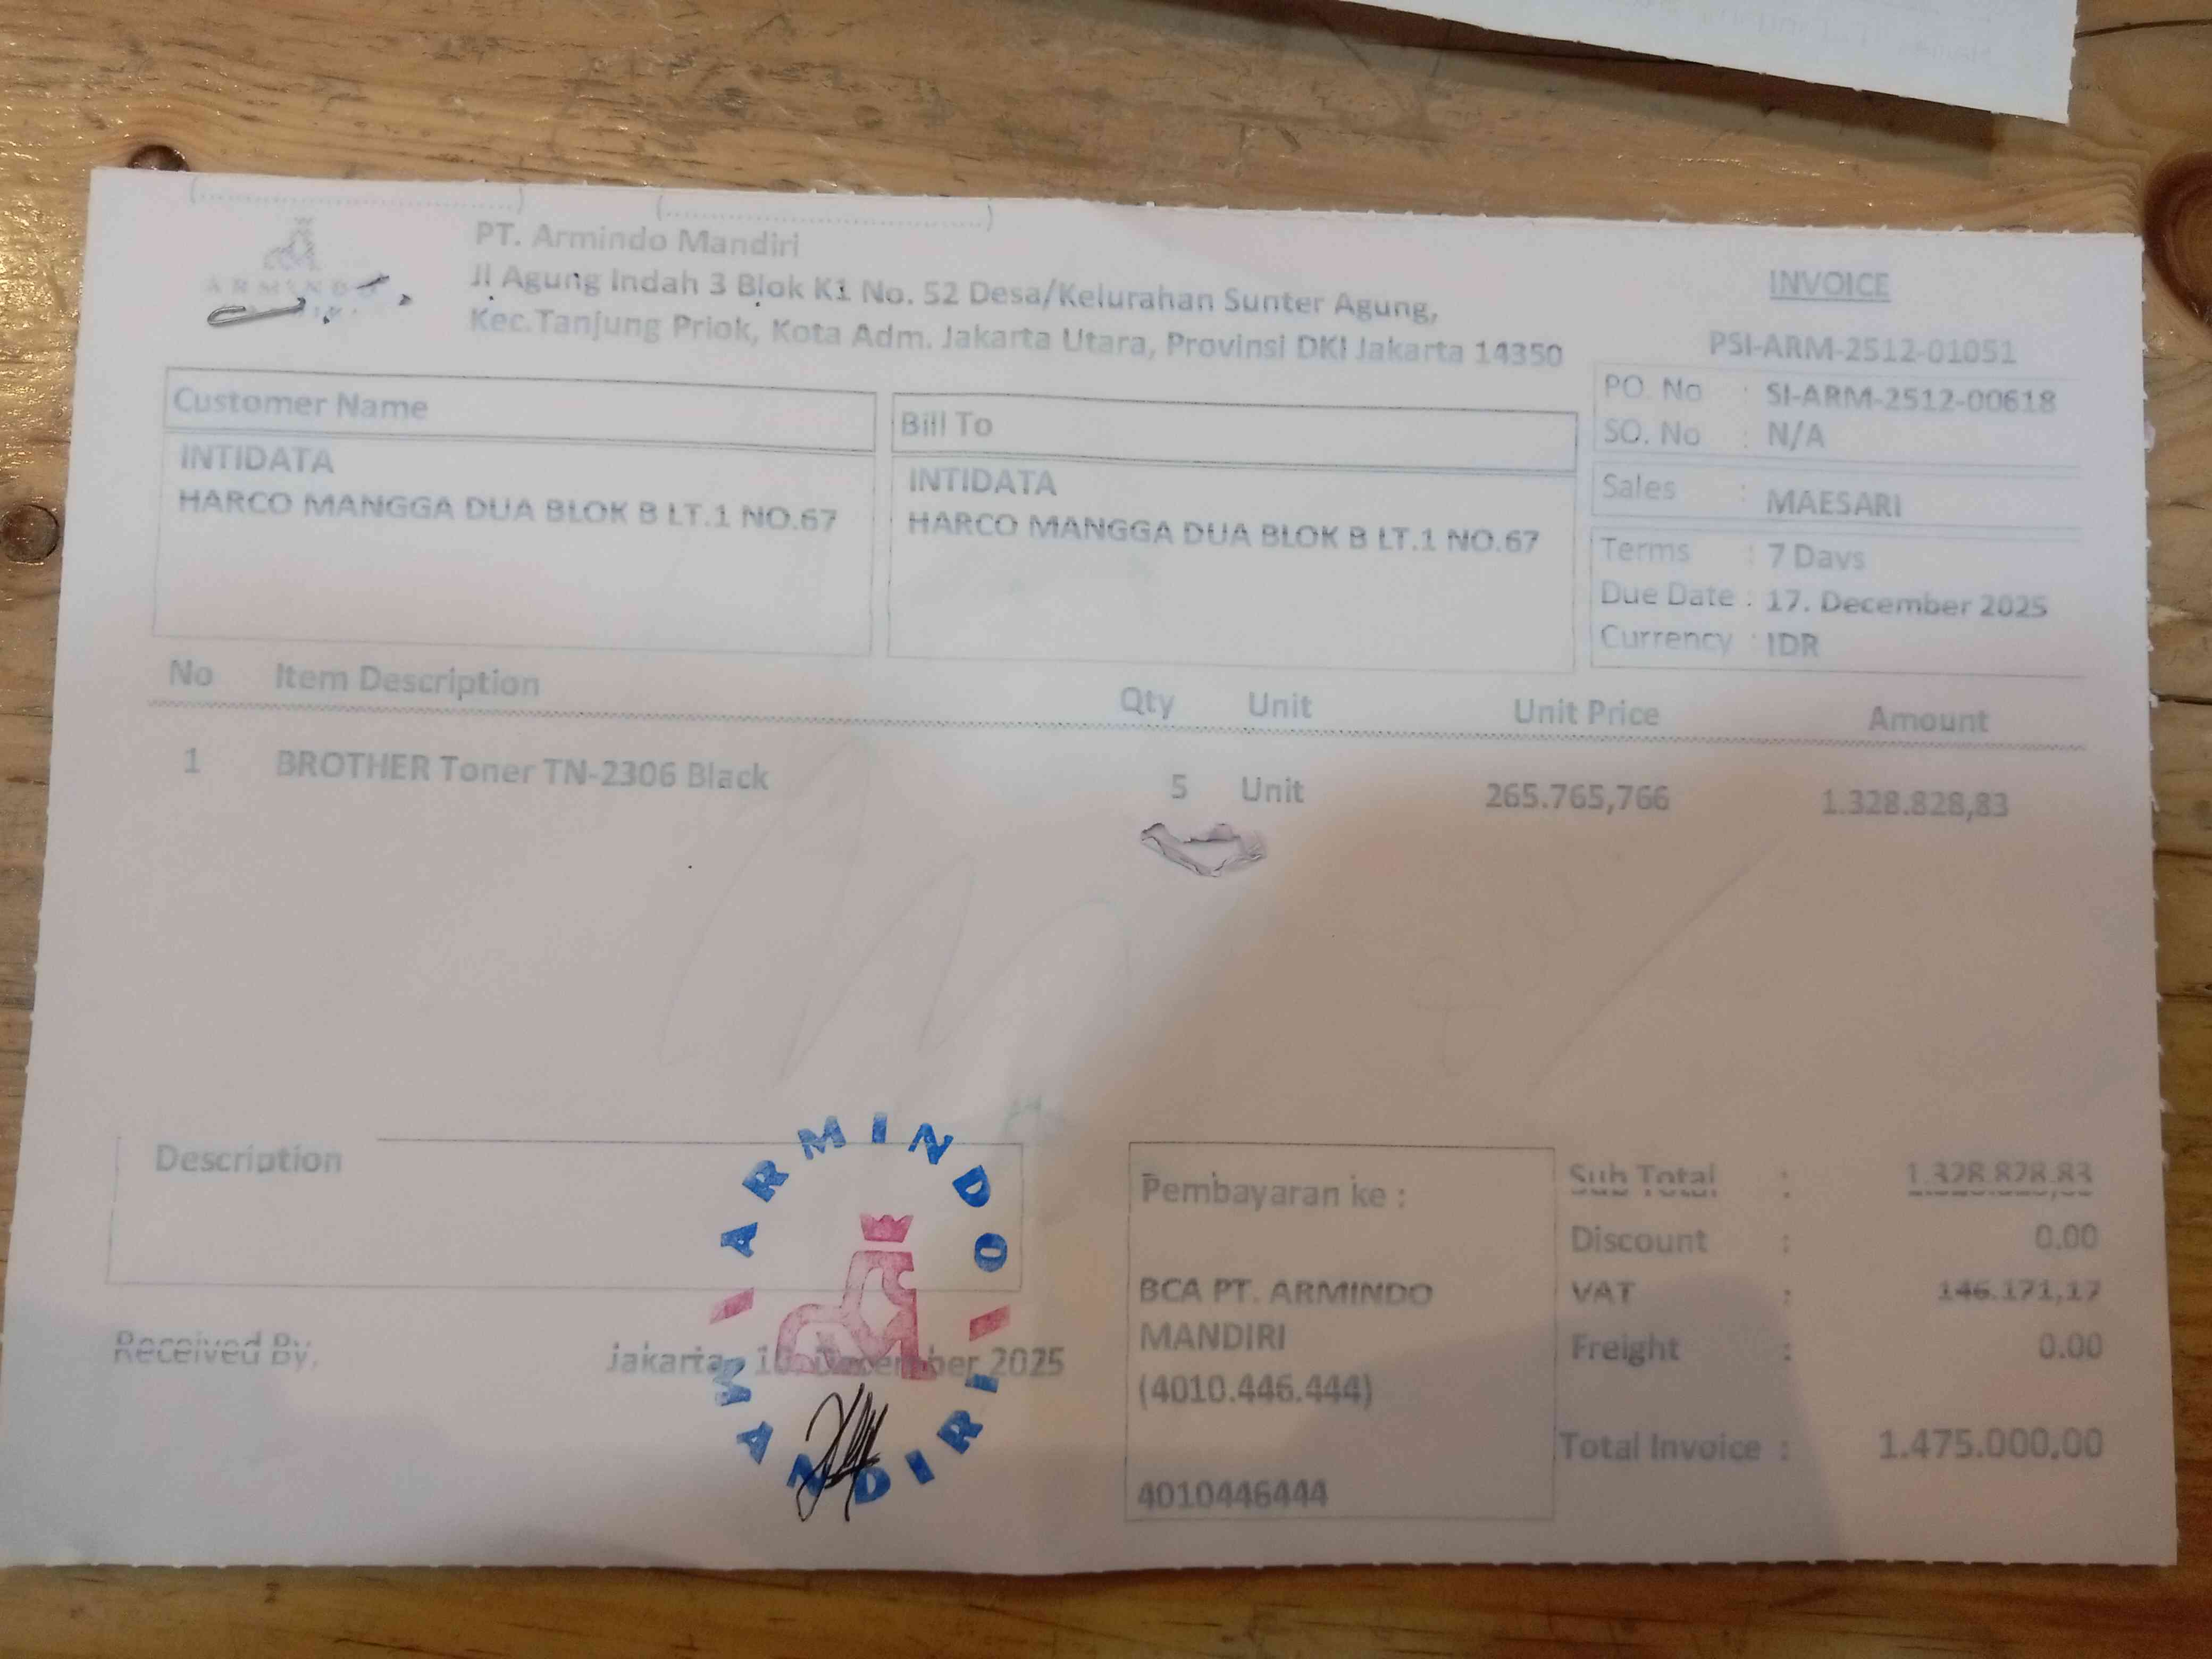 ARMINDO
PT. Armindo Mandiri
Jl Agung Indah 3 Blok K1 No. 52 Desa/Kelurahan Sunter Agung,
Kec.Tanjung Priok, Kota Adm. Jakarta Utara, Provinsi DKI Jakarta 14350
INVOICE
PSI-ARM-2512-01051
PO. No : SI-ARM-2512-00618
SO. No : N/A
Sales : MAESARI
Terms : 7 Days
Due Date : 17. December 2025
Currency : IDR
Customer Name
INTIDATA
HARCO MANGGA DUA BLOK B LT.1 NO.67
Bill To
INTIDATA
HARCO MANGGA DUA BLOK B LT.1 NO.67
No Item Description Qty Unit Unit Price Amount
1 BROTHER Toner TN-2306 Black 5 Unit 265.765,766 1.328.828,83
Description
Received By,
Jakarta, 10. December 2025
ARMINDO MANDIRI
Pembayaran ke :
BCA PT. ARMINDO
MANDIRI
(4010.446.444)
4010446444
Sub Total : 1.328.828,83
Discount : 0.00
VAT : 146.171,17
Freight : 0.00
Total Invoice : 1.475.000,00